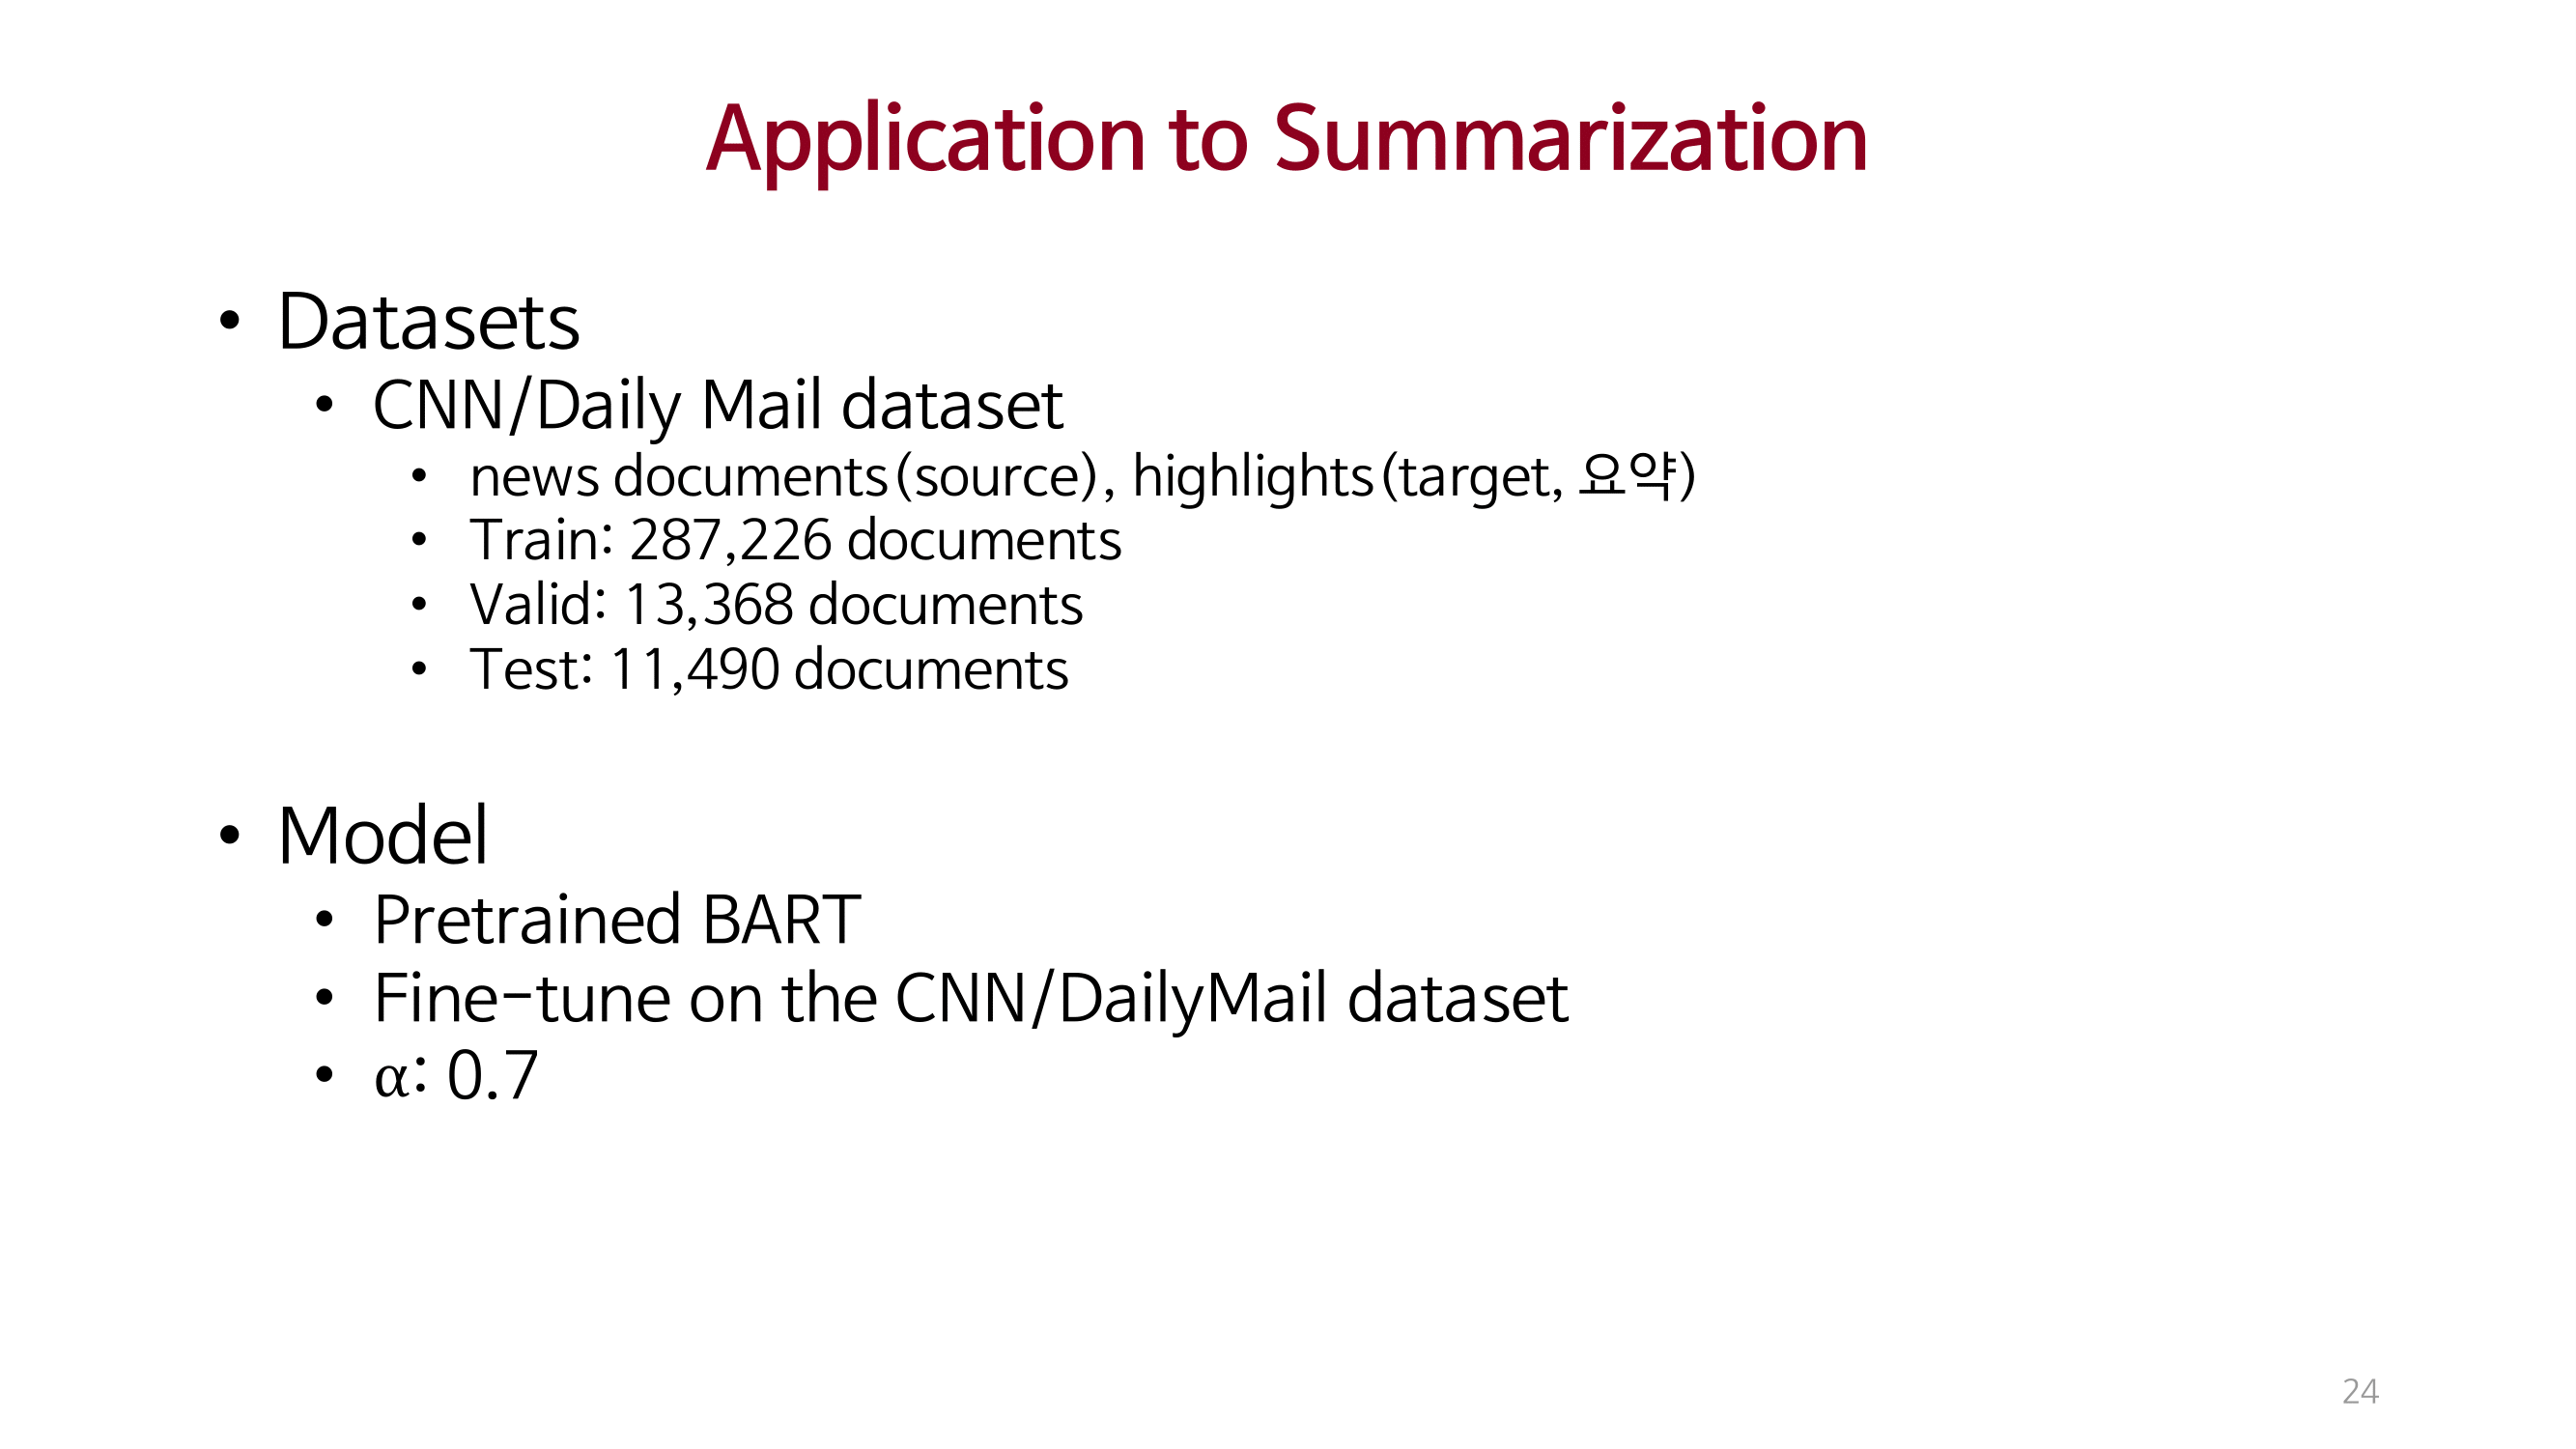 Application to Summarization
• Datasets
• CNN/Daily Mail dataset
• news documents(source), highlights(target, 요약)
• Train: 287,226 documents
• Valid: 13,368 documents
• Test: 11,490 documents
• Model
• Pretrained BART
• Fine-tune on the CNN/DailyMail dataset
• α: 0.7
24